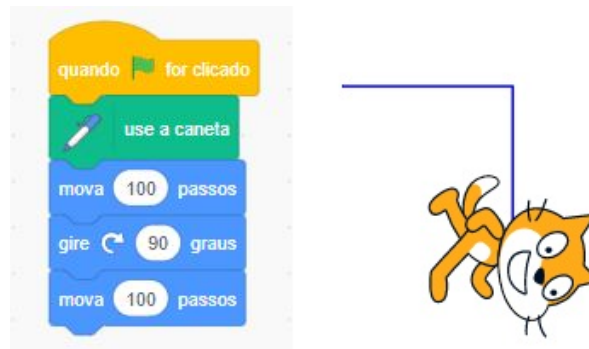 quando for clicado
use a caneta
mova 100 passos
gire 90 graus
mova 100 passos